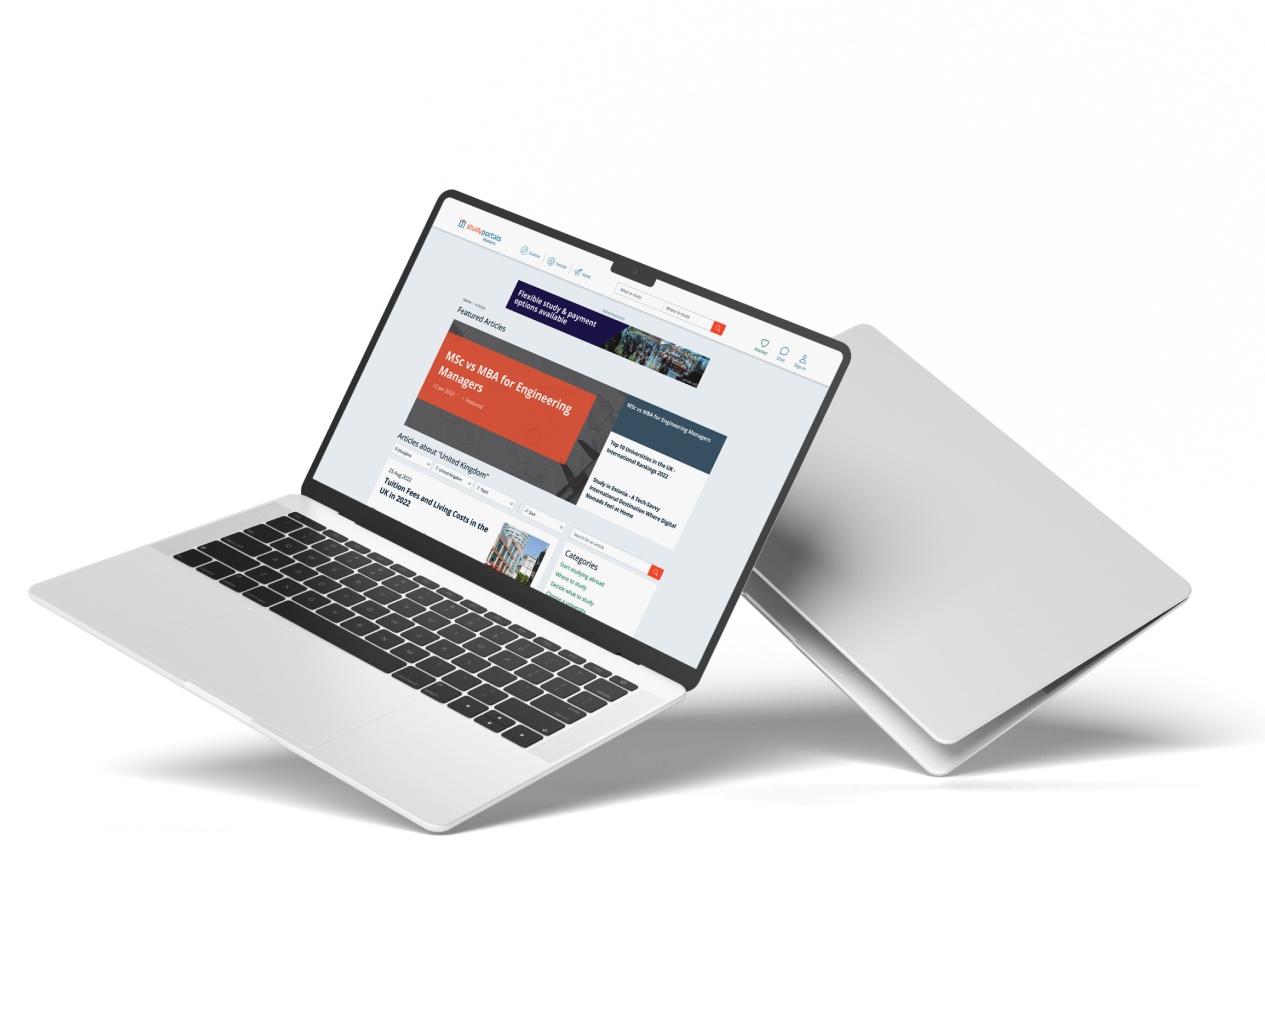 studyportals
Masters
Explore
Decide
Apply
What to study
Where to study
Wishlist
Chat
Sign in
Advertisement
Flexible study & payment
options available
Home
Articles
Featured Articles
MSc vs MBA for Engineering
Managers
12 Jan 2022 • Featured
MSc vs MBA for Engineering Managers
Top 10 Universities in the UK -
International Rankings 2022
Study in Estonia - A Tech-Savvy
International Destination Where Digital
Nomads Feel at Home
Articles about "United Kingdom"
Discipline
United Kingdom
Topic
Sort
Search for an article
25 Aug 2022
Tuition Fees and Living Costs in the
UK in 2022
Categories
Start studying abroad
Where to study
Decide what to study
Choose a university